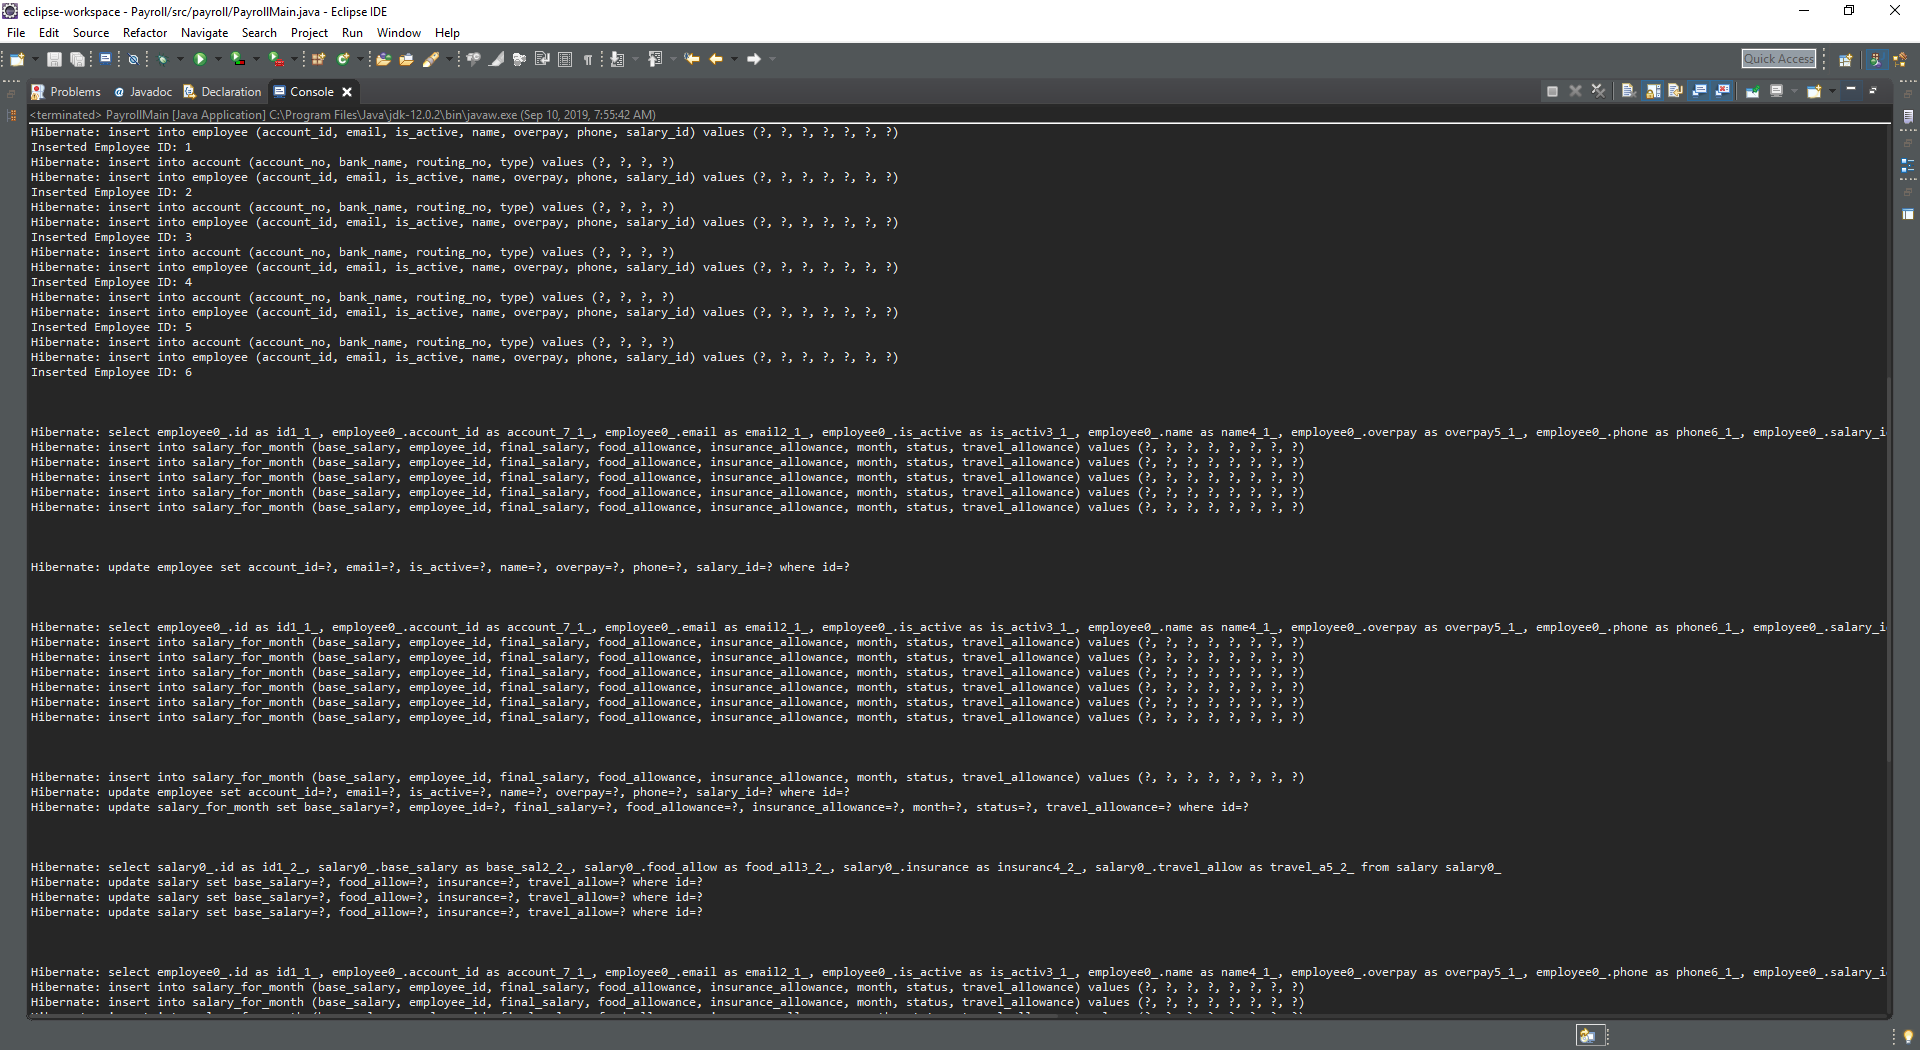 eclipse-workspace - Payroll/src/payroll/PayrollMain.java - Eclipse IDE
File Edit Source Refactor Navigate Search Project Run Window Help
Quick Access
Problems Javadoc Declaration Console
<terminated> PayrollMain [Java Application] C:\Program Files\Java\jdk-12.0.2\bin\javaw.exe (Sep 10, 2019, 7:55:42 AM)
Hibernate: insert into employee (account_id, email, is_active, name, overpay, phone, salary_id) values (?, ?, ?, ?, ?, ?, ?)
Inserted Employee ID: 1
Hibernate: insert into account (account_no, bank_name, routing_no, type) values (?, ?, ?, ?)
Hibernate: insert into employee (account_id, email, is_active, name, overpay, phone, salary_id) values (?, ?, ?, ?, ?, ?, ?)
Inserted Employee ID: 2
Hibernate: insert into account (account_no, bank_name, routing_no, type) values (?, ?, ?, ?)
Hibernate: insert into employee (account_id, email, is_active, name, overpay, phone, salary_id) values (?, ?, ?, ?, ?, ?, ?)
Inserted Employee ID: 3
Hibernate: insert into account (account_no, bank_name, routing_no, type) values (?, ?, ?, ?)
Hibernate: insert into employee (account_id, email, is_active, name, overpay, phone, salary_id) values (?, ?, ?, ?, ?, ?, ?)
Inserted Employee ID: 4
Hibernate: insert into account (account_no, bank_name, routing_no, type) values (?, ?, ?, ?)
Hibernate: insert into employee (account_id, email, is_active, name, overpay, phone, salary_id) values (?, ?, ?, ?, ?, ?, ?)
Inserted Employee ID: 5
Hibernate: insert into account (account_no, bank_name, routing_no, type) values (?, ?, ?, ?)
Hibernate: insert into employee (account_id, email, is_active, name, overpay, phone, salary_id) values (?, ?, ?, ?, ?, ?, ?)
Inserted Employee ID: 6
Hibernate: select employee0_.id as id1_1_, employee0_.account_id as account_7_1_, employee0_.email as email2_1_, employee0_.is_active as is_activ3_1_, employee0_.name as name4_1_, employee0_.overpay as overpay5_1_, employee0_.phone as phone6_1_, employee0_.salary_i
Hibernate: insert into salary_for_month (base_salary, employee_id, final_salary, food_allowance, insurance_allowance, month, status, travel_allowance) values (?, ?, ?, ?, ?, ?, ?, ?)
Hibernate: insert into salary_for_month (base_salary, employee_id, final_salary, food_allowance, insurance_allowance, month, status, travel_allowance) values (?, ?, ?, ?, ?, ?, ?, ?)
Hibernate: insert into salary_for_month (base_salary, employee_id, final_salary, food_allowance, insurance_allowance, month, status, travel_allowance) values (?, ?, ?, ?, ?, ?, ?, ?)
Hibernate: insert into salary_for_month (base_salary, employee_id, final_salary, food_allowance, insurance_allowance, month, status, travel_allowance) values (?, ?, ?, ?, ?, ?, ?, ?)
Hibernate: insert into salary_for_month (base_salary, employee_id, final_salary, food_allowance, insurance_allowance, month, status, travel_allowance) values (?, ?, ?, ?, ?, ?, ?, ?)
Hibernate: update employee set account_id=?, email=?, is_active=?, name=?, overpay=?, phone=?, salary_id=? where id=?
Hibernate: select employee0_.id as id1_1_, employee0_.account_id as account_7_1_, employee0_.email as email2_1_, employee0_.is_active as is_activ3_1_, employee0_.name as name4_1_, employee0_.overpay as overpay5_1_, employee0_.phone as phone6_1_, employee0_.salary_i
Hibernate: insert into salary_for_month (base_salary, employee_id, final_salary, food_allowance, insurance_allowance, month, status, travel_allowance) values (?, ?, ?, ?, ?, ?, ?, ?)
Hibernate: insert into salary_for_month (base_salary, employee_id, final_salary, food_allowance, insurance_allowance, month, status, travel_allowance) values (?, ?, ?, ?, ?, ?, ?, ?)
Hibernate: insert into salary_for_month (base_salary, employee_id, final_salary, food_allowance, insurance_allowance, month, status, travel_allowance) values (?, ?, ?, ?, ?, ?, ?, ?)
Hibernate: insert into salary_for_month (base_salary, employee_id, final_salary, food_allowance, insurance_allowance, month, status, travel_allowance) values (?, ?, ?, ?, ?, ?, ?, ?)
Hibernate: insert into salary_for_month (base_salary, employee_id, final_salary, food_allowance, insurance_allowance, month, status, travel_allowance) values (?, ?, ?, ?, ?, ?, ?, ?)
Hibernate: insert into salary_for_month (base_salary, employee_id, final_salary, food_allowance, insurance_allowance, month, status, travel_allowance) values (?, ?, ?, ?, ?, ?, ?, ?)
Hibernate: insert into salary_for_month (base_salary, employee_id, final_salary, food_allowance, insurance_allowance, month, status, travel_allowance) values (?, ?, ?, ?, ?, ?, ?, ?)
Hibernate: update employee set account_id=?, email=?, is_active=?, name=?, overpay=?, phone=?, salary_id=? where id=?
Hibernate: update salary_for_month set base_salary=?, employee_id=?, final_salary=?, food_allowance=?, insurance_allowance=?, month=?, status=?, travel_allowance=? where id=?
Hibernate: select salary0_.id as id1_2_, salary0_.base_salary as base_sal2_2_, salary0_.food_allow as food_all3_2_, salary0_.insurance as insuranc4_2_, salary0_.travel_allow as travel_a5_2_ from salary salary0_
Hibernate: update salary set base_salary=?, food_allow=?, insurance=?, travel_allow=? where id=?
Hibernate: update salary set base_salary=?, food_allow=?, insurance=?, travel_allow=? where id=?
Hibernate: update salary set base_salary=?, food_allow=?, insurance=?, travel_allow=? where id=?
Hibernate: select employee0_.id as id1_1_, employee0_.account_id as account_7_1_, employee0_.email as email2_1_, employee0_.is_active as is_activ3_1_, employee0_.name as name4_1_, employee0_.overpay as overpay5_1_, employee0_.phone as phone6_1_, employee0_.salary_i
Hibernate: insert into salary_for_month (base_salary, employee_id, final_salary, food_allowance, insurance_allowance, month, status, travel_allowance) values (?, ?, ?, ?, ?, ?, ?, ?)
Hibernate: insert into salary_for_month (base_salary, employee_id, final_salary, food_allowance, insurance_allowance, month, status, travel_allowance) values (?, ?, ?, ?, ?, ?, ?, ?)